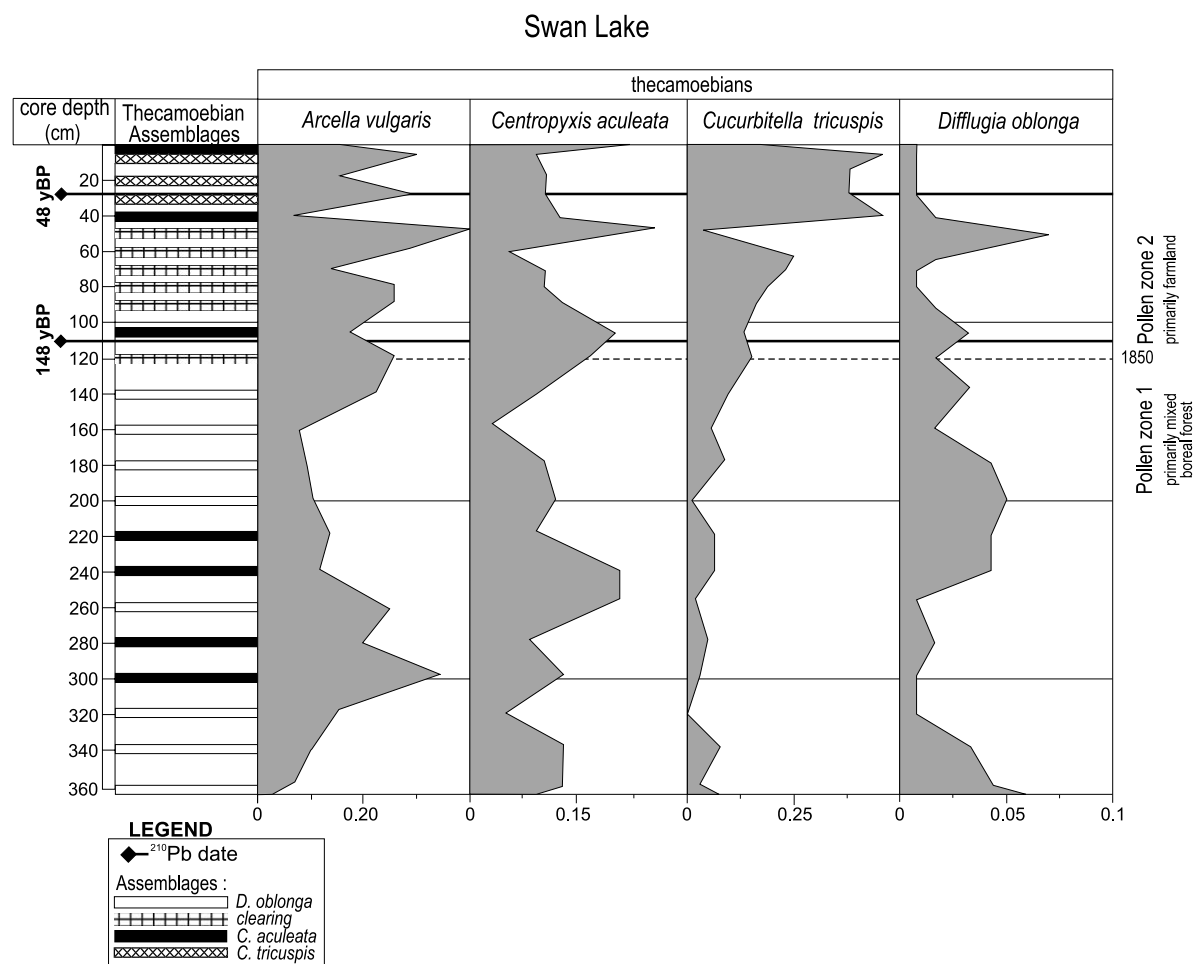 Swan Lake
thecamoebians
core depth
(cm)
Thecamoebian
Assemblages
Arcella vulgaris
Centropyxis aculeata
Cucurbitella tricuspis
Difflugia oblonga
20
40
60
80
100
120
140
160
180
200
220
240
260
280
300
320
340
360
48 yBP
148 yBP
Pollen zone 2
primarily farmland
1850
Pollen zone 1
primarily mixed
boreal forest
0
0.20
0
0.15
0
0.25
0
0.1
LEGEND
210Pb date
Assemblages :
D. oblonga
clearing
C. aculeata
C. tricuspis